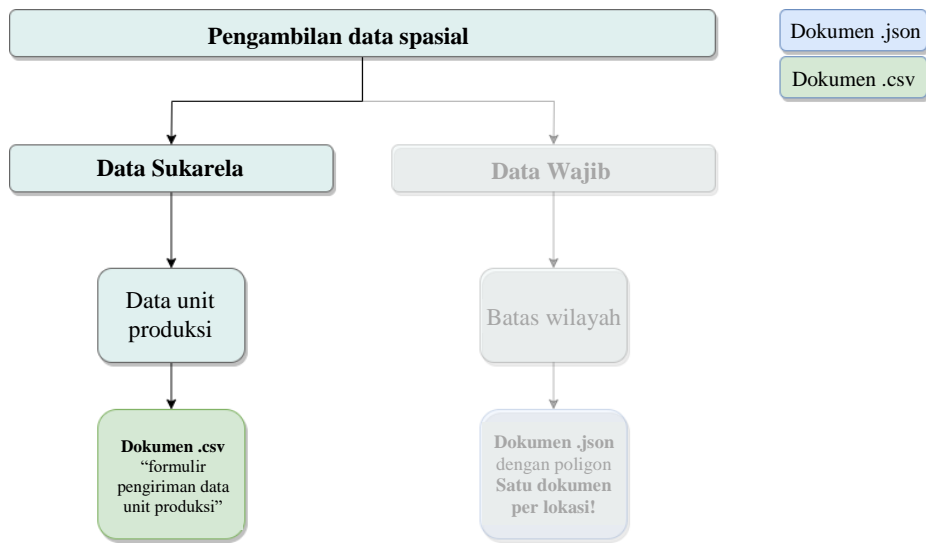 Pengambilan data spasial
Dokumen .json
Dokumen .csv
Data Sukarela
Data Wajib
Data unit
produksi
Batas wilayah
Dokumen .csv
“formulir
pengiriman data
unit produksi”
Dokumen .json
dengan poligon
Satu dokumen
per lokasi!